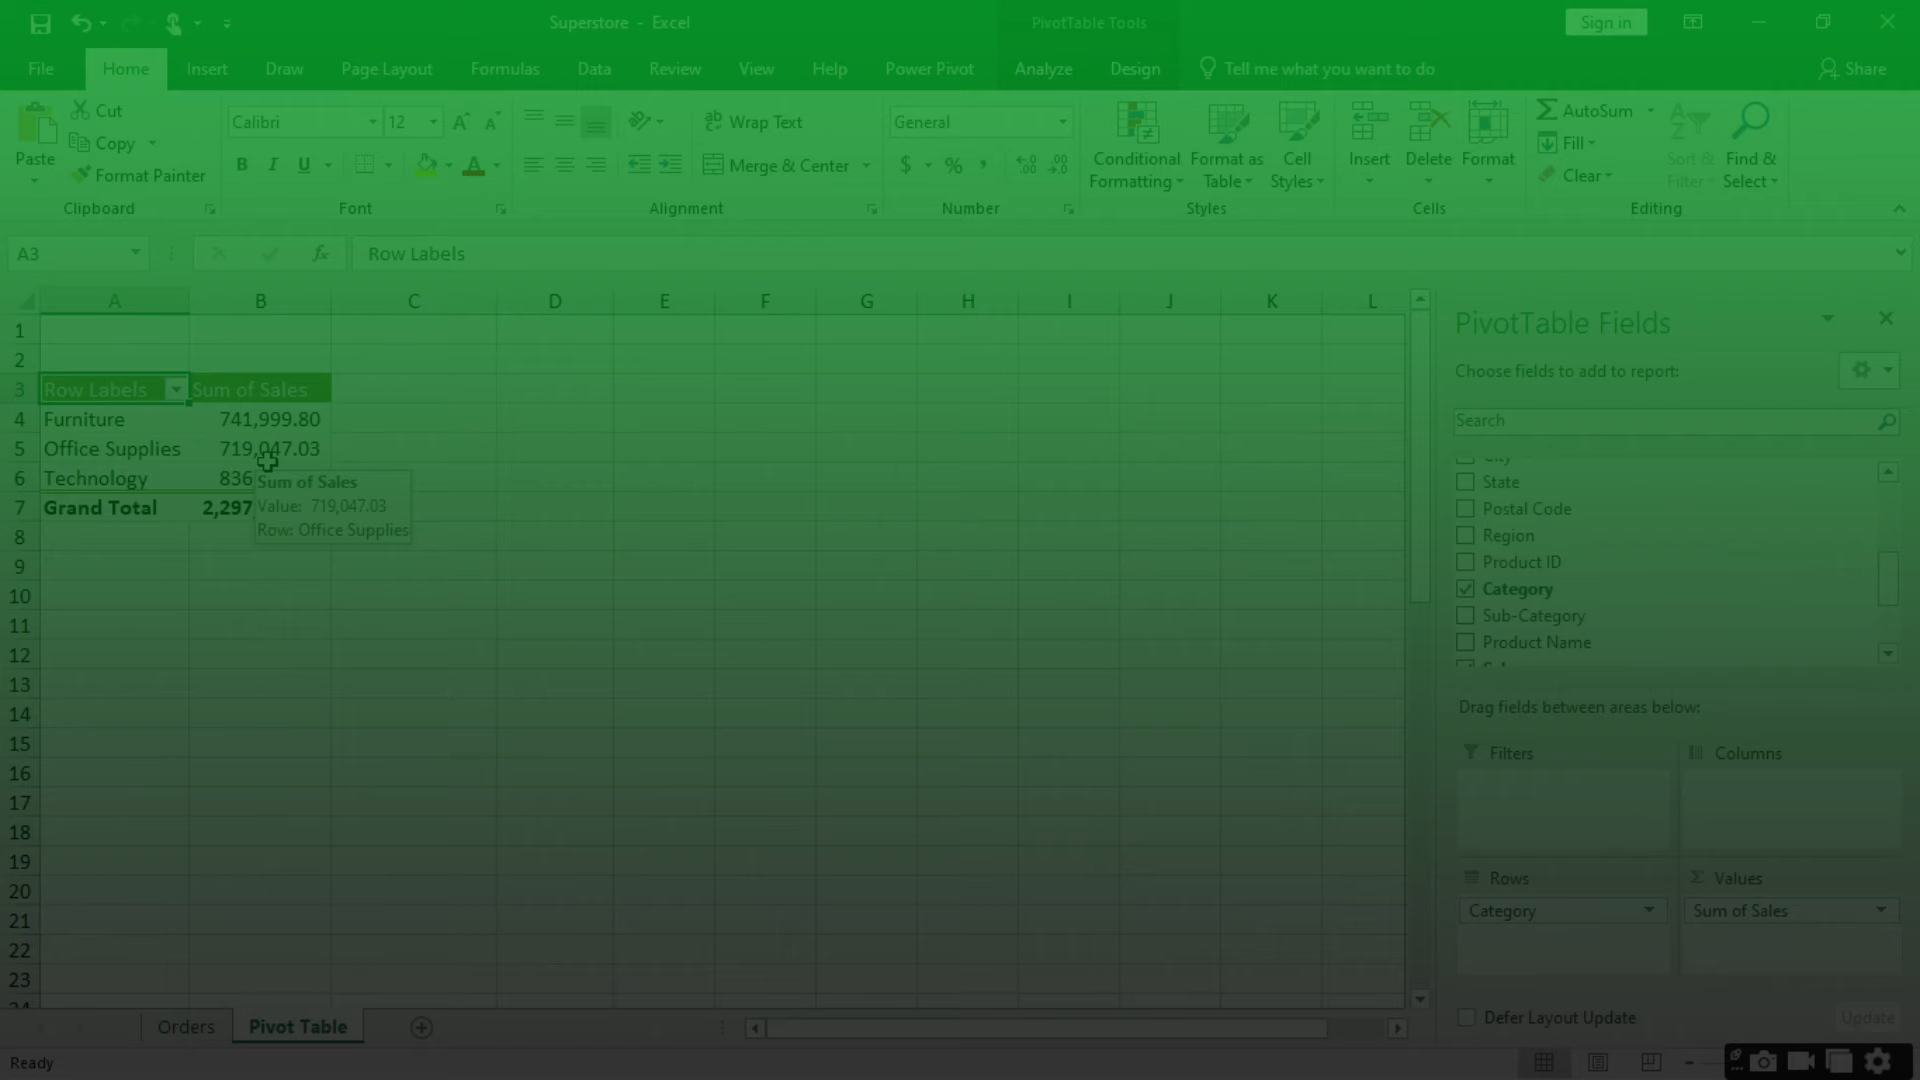 Superstore - Excel
PivotTable Tools
Sign in
File Home Insert Draw Page Layout Formulas Data Review View Help Power Pivot Analyze Design Tell me what you want to do Share
Paste
Cut
Copy
Format Painter
Clipboard
Calibri 12
B I U
Font
Wrap Text
Merge & Center
Alignment
General
$ % ,
Number
Conditional Formatting
Format as Table
Cell Styles
Styles
Insert Delete Format
Cells
AutoSum
Fill
Clear
Sort & Filter
Find & Select
Editing
A3 fx Row Labels
A B C D E F G H I J K L
1
2
3 Row Labels Sum of Sales
4 Furniture 741,999.80
5 Office Supplies 719,047.03
6 Technology 836
7 Grand Total 2,297
Sum of Sales
Value: 719,047.03
Row: Office Supplies
8
9
10
11
12
13
14
15
16
17
18
19
20
21
22
23
PivotTable Fields
Choose fields to add to report:
Search
City
State
Postal Code
Region
Product ID
Category
Sub-Category
Product Name
Drag fields between areas below:
Filters Columns
Rows Values
Category Sum of Sales
Defer Layout Update Update
Orders Pivot Table
Ready